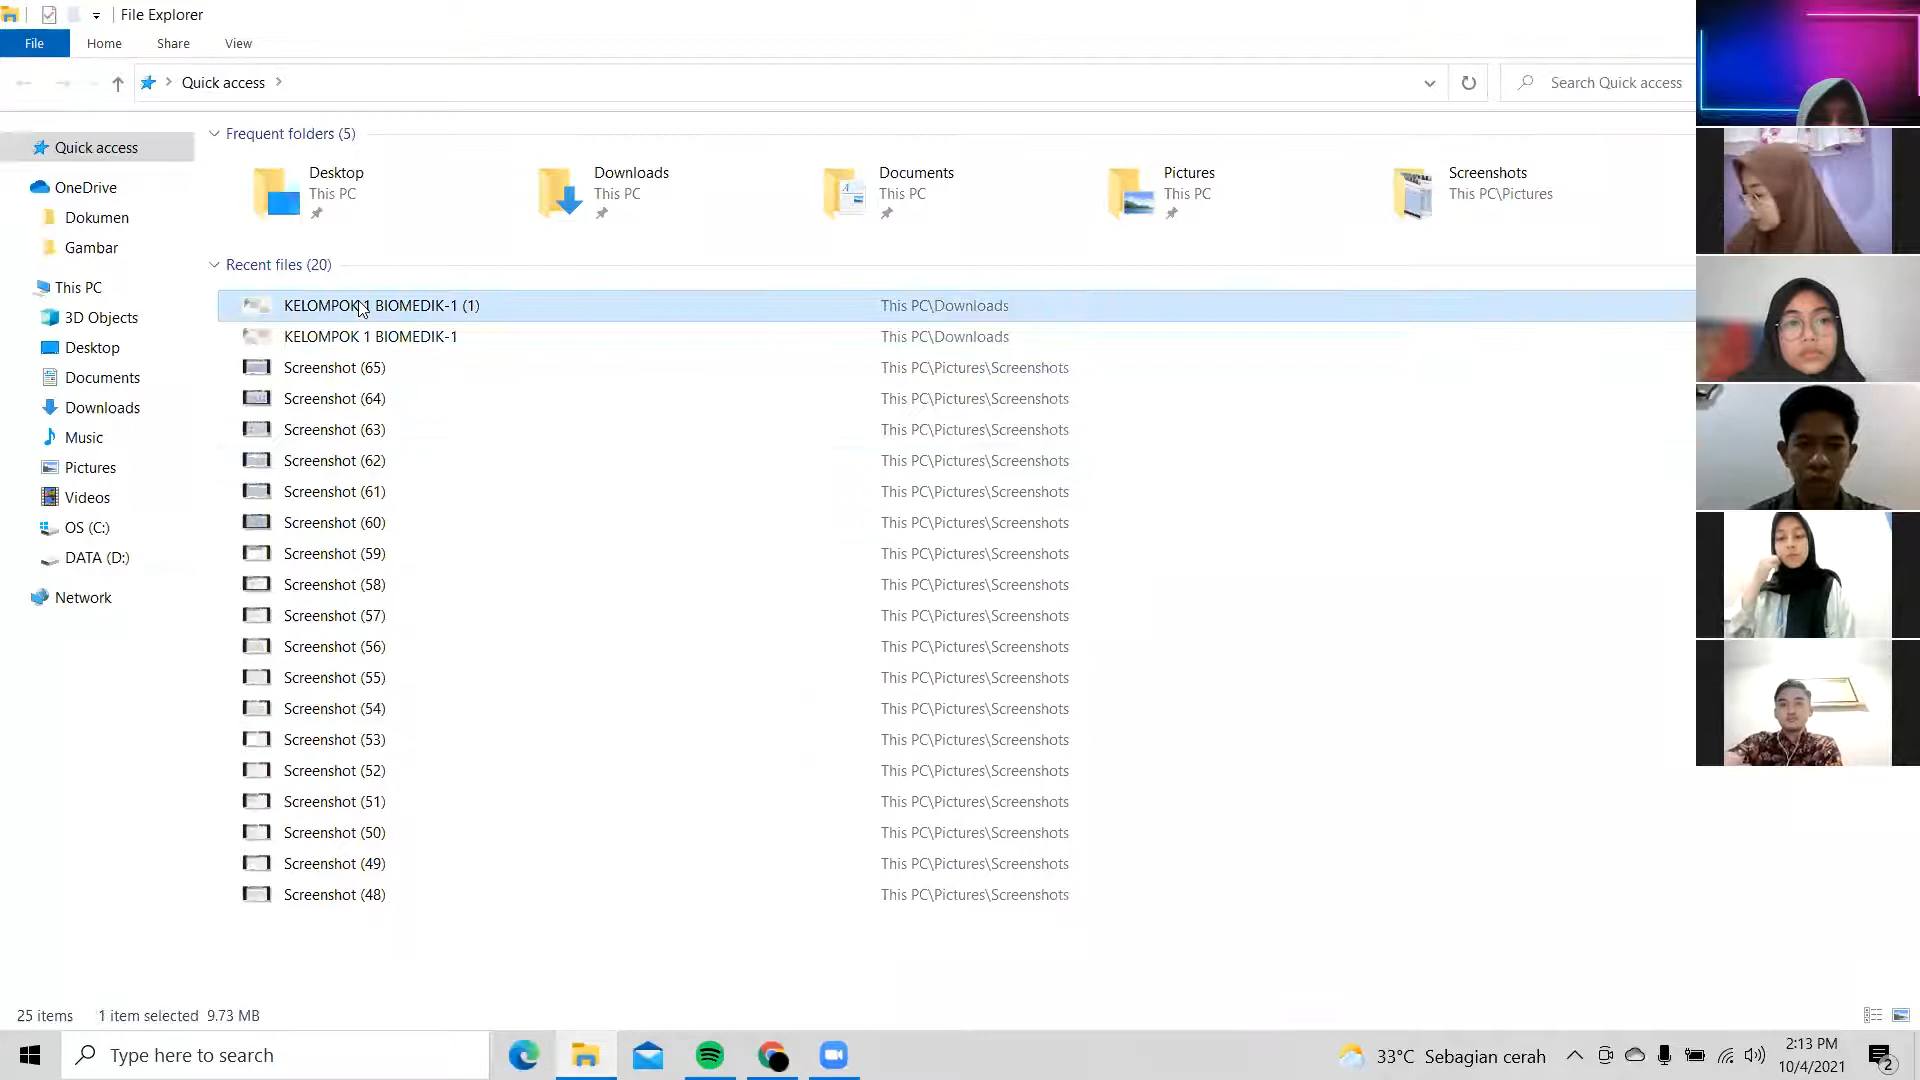 File Explorer
File Home Share View
Quick access
Search Quick access
Quick access
OneDrive
Dokumen
Gambar
This PC
3D Objects
Desktop
Documents
Downloads
Music
Pictures
Videos
OS (C:)
DATA (D:)
Network
Frequent folders (5)
Desktop
This PC
Downloads
This PC
Documents
This PC
Pictures
This PC
Screenshots
This PC\Pictures
Recent files (20)
KELOMPOK 1 BIOMEDIK-1 (1) This PC\Downloads
KELOMPOK 1 BIOMEDIK-1 This PC\Downloads
Screenshot (65) This PC\Pictures\Screenshots
Screenshot (64) This PC\Pictures\Screenshots
Screenshot (63) This PC\Pictures\Screenshots
Screenshot (62) This PC\Pictures\Screenshots
Screenshot (61) This PC\Pictures\Screenshots
Screenshot (60) This PC\Pictures\Screenshots
Screenshot (59) This PC\Pictures\Screenshots
Screenshot (58) This PC\Pictures\Screenshots
Screenshot (57) This PC\Pictures\Screenshots
Screenshot (56) This PC\Pictures\Screenshots
Screenshot (55) This PC\Pictures\Screenshots
Screenshot (54) This PC\Pictures\Screenshots
Screenshot (53) This PC\Pictures\Screenshots
Screenshot (52) This PC\Pictures\Screenshots
Screenshot (51) This PC\Pictures\Screenshots
Screenshot (50) This PC\Pictures\Screenshots
Screenshot (49) This PC\Pictures\Screenshots
Screenshot (48) This PC\Pictures\Screenshots
25 items 1 item selected 9.73 MB
Type here to search
33°C Sebagian cerah
2:13 PM
10/4/2021
2